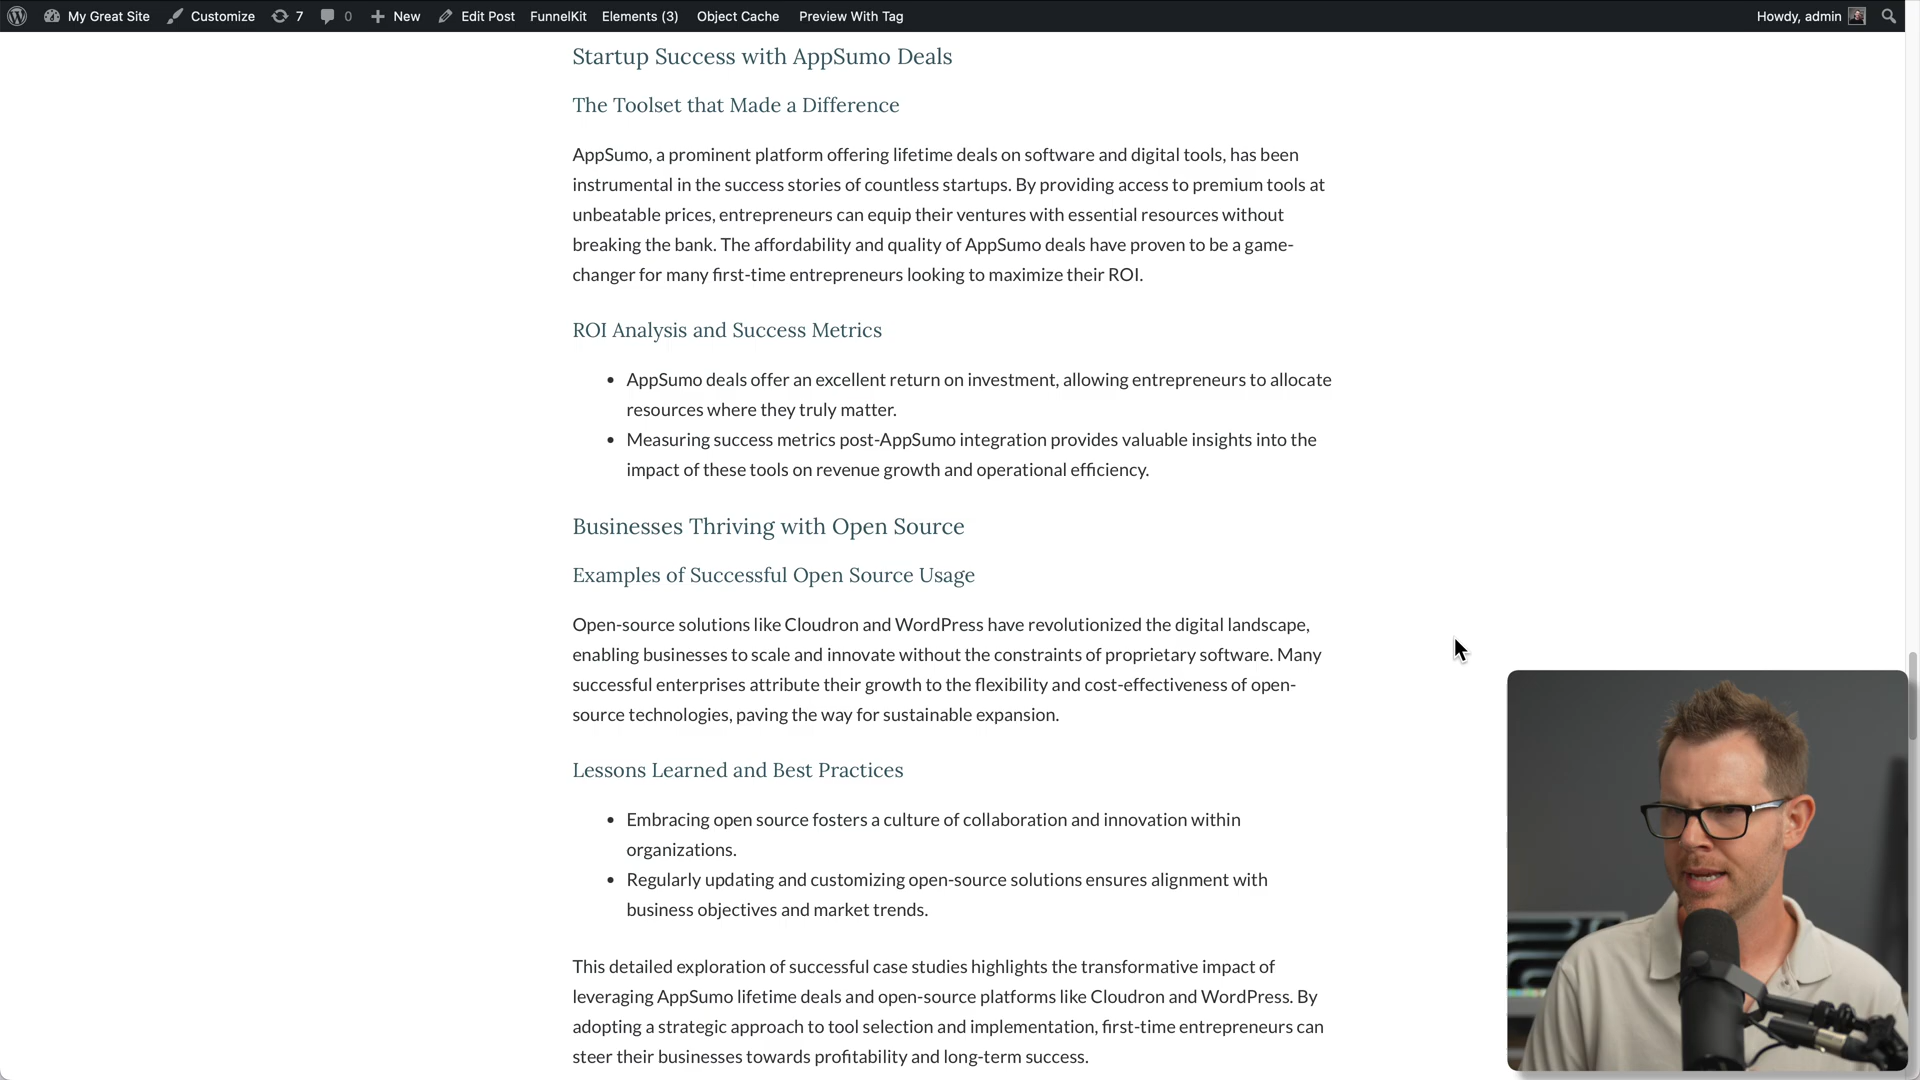 My Great Site Customize 7 0 New Edit Post FunnelKit Elements (3) Object Cache Preview With Tag Howdy, admin
Startup Success with AppSumo Deals
The Toolset that Made a Difference
AppSumo, a prominent platform offering lifetime deals on software and digital tools, has been
instrumental in the success stories of countless startups. By providing access to premium tools at
unbeatable prices, entrepreneurs can equip their ventures with essential resources without
breaking the bank. The affordability and quality of AppSumo deals have proven to be a game-
changer for many first-time entrepreneurs looking to maximize their ROI.
ROI Analysis and Success Metrics
• AppSumo deals offer an excellent return on investment, allowing entrepreneurs to allocate
resources where they truly matter.
• Measuring success metrics post-AppSumo integration provides valuable insights into the
impact of these tools on revenue growth and operational efficiency.
Businesses Thriving with Open Source
Examples of Successful Open Source Usage
Open-source solutions like Cloudron and WordPress have revolutionized the digital landscape,
enabling businesses to scale and innovate without the constraints of proprietary software. Many
successful enterprises attribute their growth to the flexibility and cost-effectiveness of open-
source technologies, paving the way for sustainable expansion.
Lessons Learned and Best Practices
• Embracing open source fosters a culture of collaboration and innovation within
organizations.
• Regularly updating and customizing open-source solutions ensures alignment with
business objectives and market trends.
This detailed exploration of successful case studies highlights the transformative impact of
leveraging AppSumo lifetime deals and open-source platforms like Cloudron and WordPress. By
adopting a strategic approach to tool selection and implementation, first-time entrepreneurs can
steer their businesses towards profitability and long-term success.